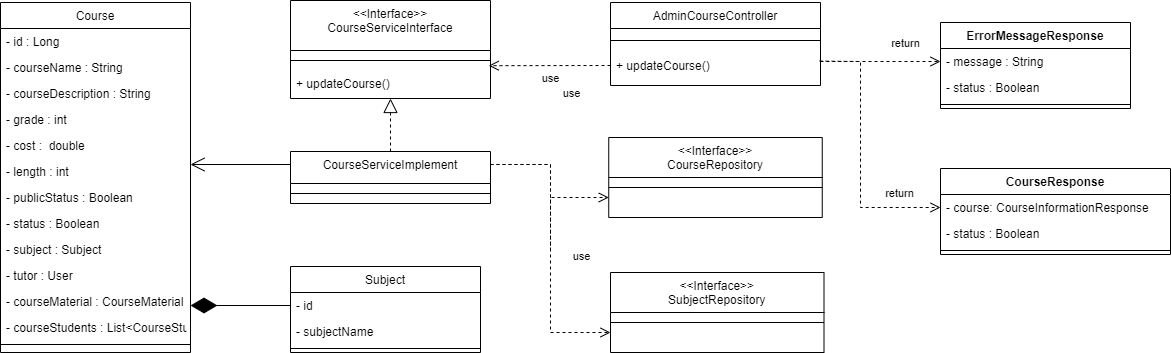 Course
- id : Long
- courseName : String
- courseDescription : String
- grade : int
- cost :  double
- length : int
- publicStatus : Boolean
- status : Boolean
- subject : Subject
- tutor : User
- courseMaterial : CourseMaterial
- courseStudents : List<CourseStu
<<Interface>>
CourseServiceInterface
+ updateCourse()
CourseServiceImplement
Subject
- id
- subjectName
AdminCourseController
+ updateCourse()
use
use
<<Interface>>
CourseRepository
use
<<Interface>>
SubjectRepository
return
ErrorMessageResponse
- message : String
- status : Boolean
return
CourseResponse
- course: CourseInformationResponse
- status : Boolean